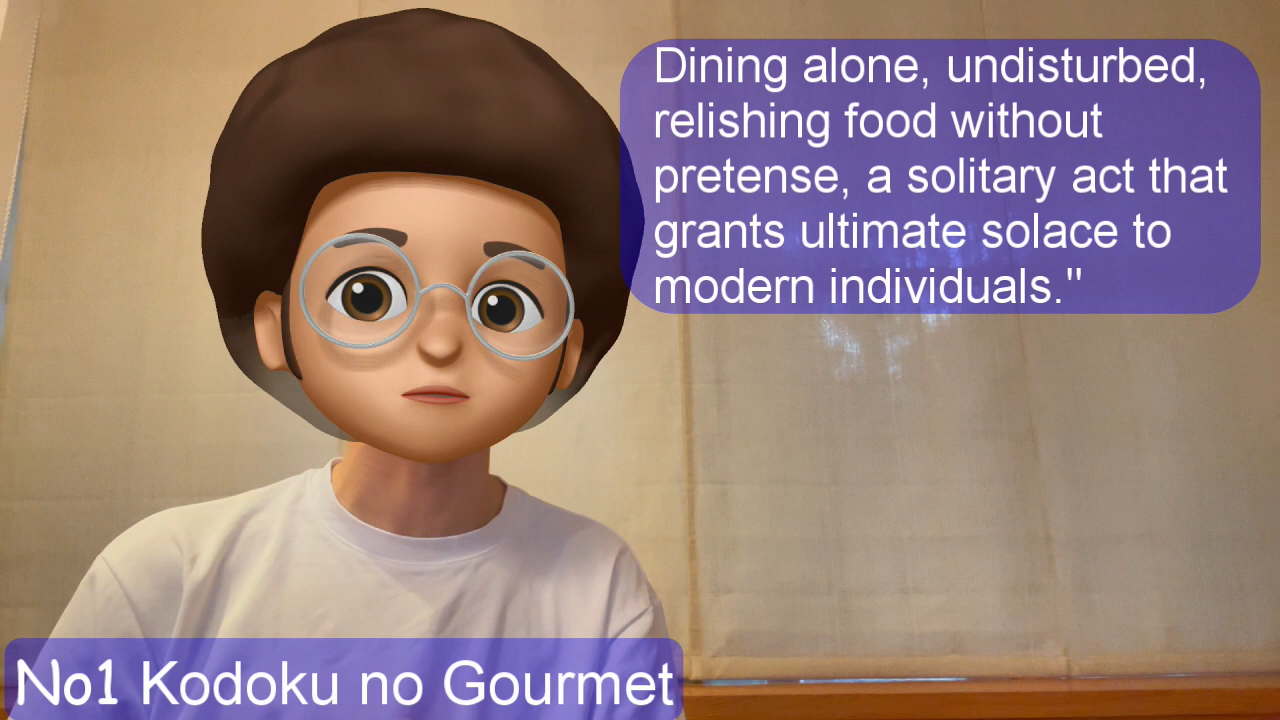 Dining alone, undisturbed,
relishing food without
pretense, a solitary act that
grants ultimate solace to
modern individuals."
No1 Kodoku no Gourmet